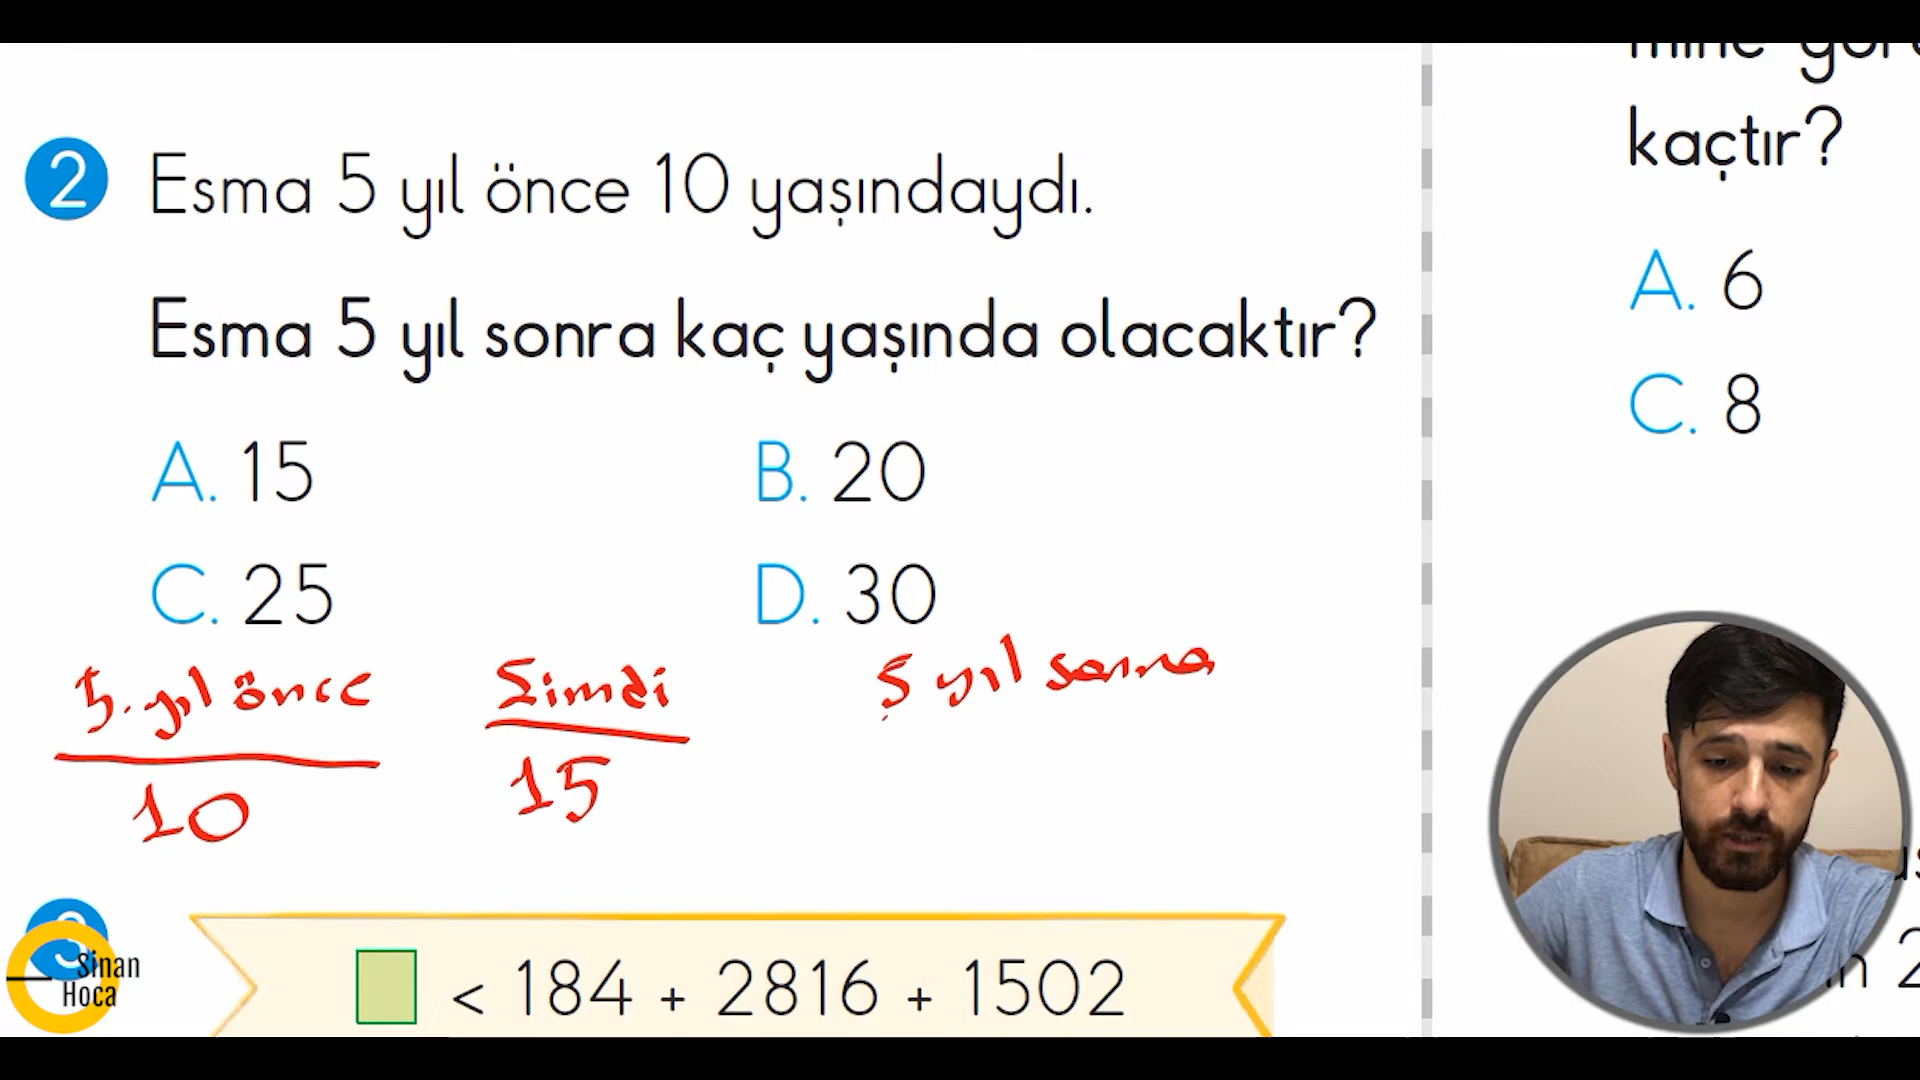 2 Esma 5 yıl önce 10 yaşındaydı.
Esma 5 yıl sonra kaç yaşında olacaktır?
A. 15 B. 20
C. 25 D. 30
5. yıl önce Şimdi 5 yıl sonra
10 15
3
□ < 184 + 2816 + 1502
Sinan
Hoca
kaçtır?
A. 6
C. 8